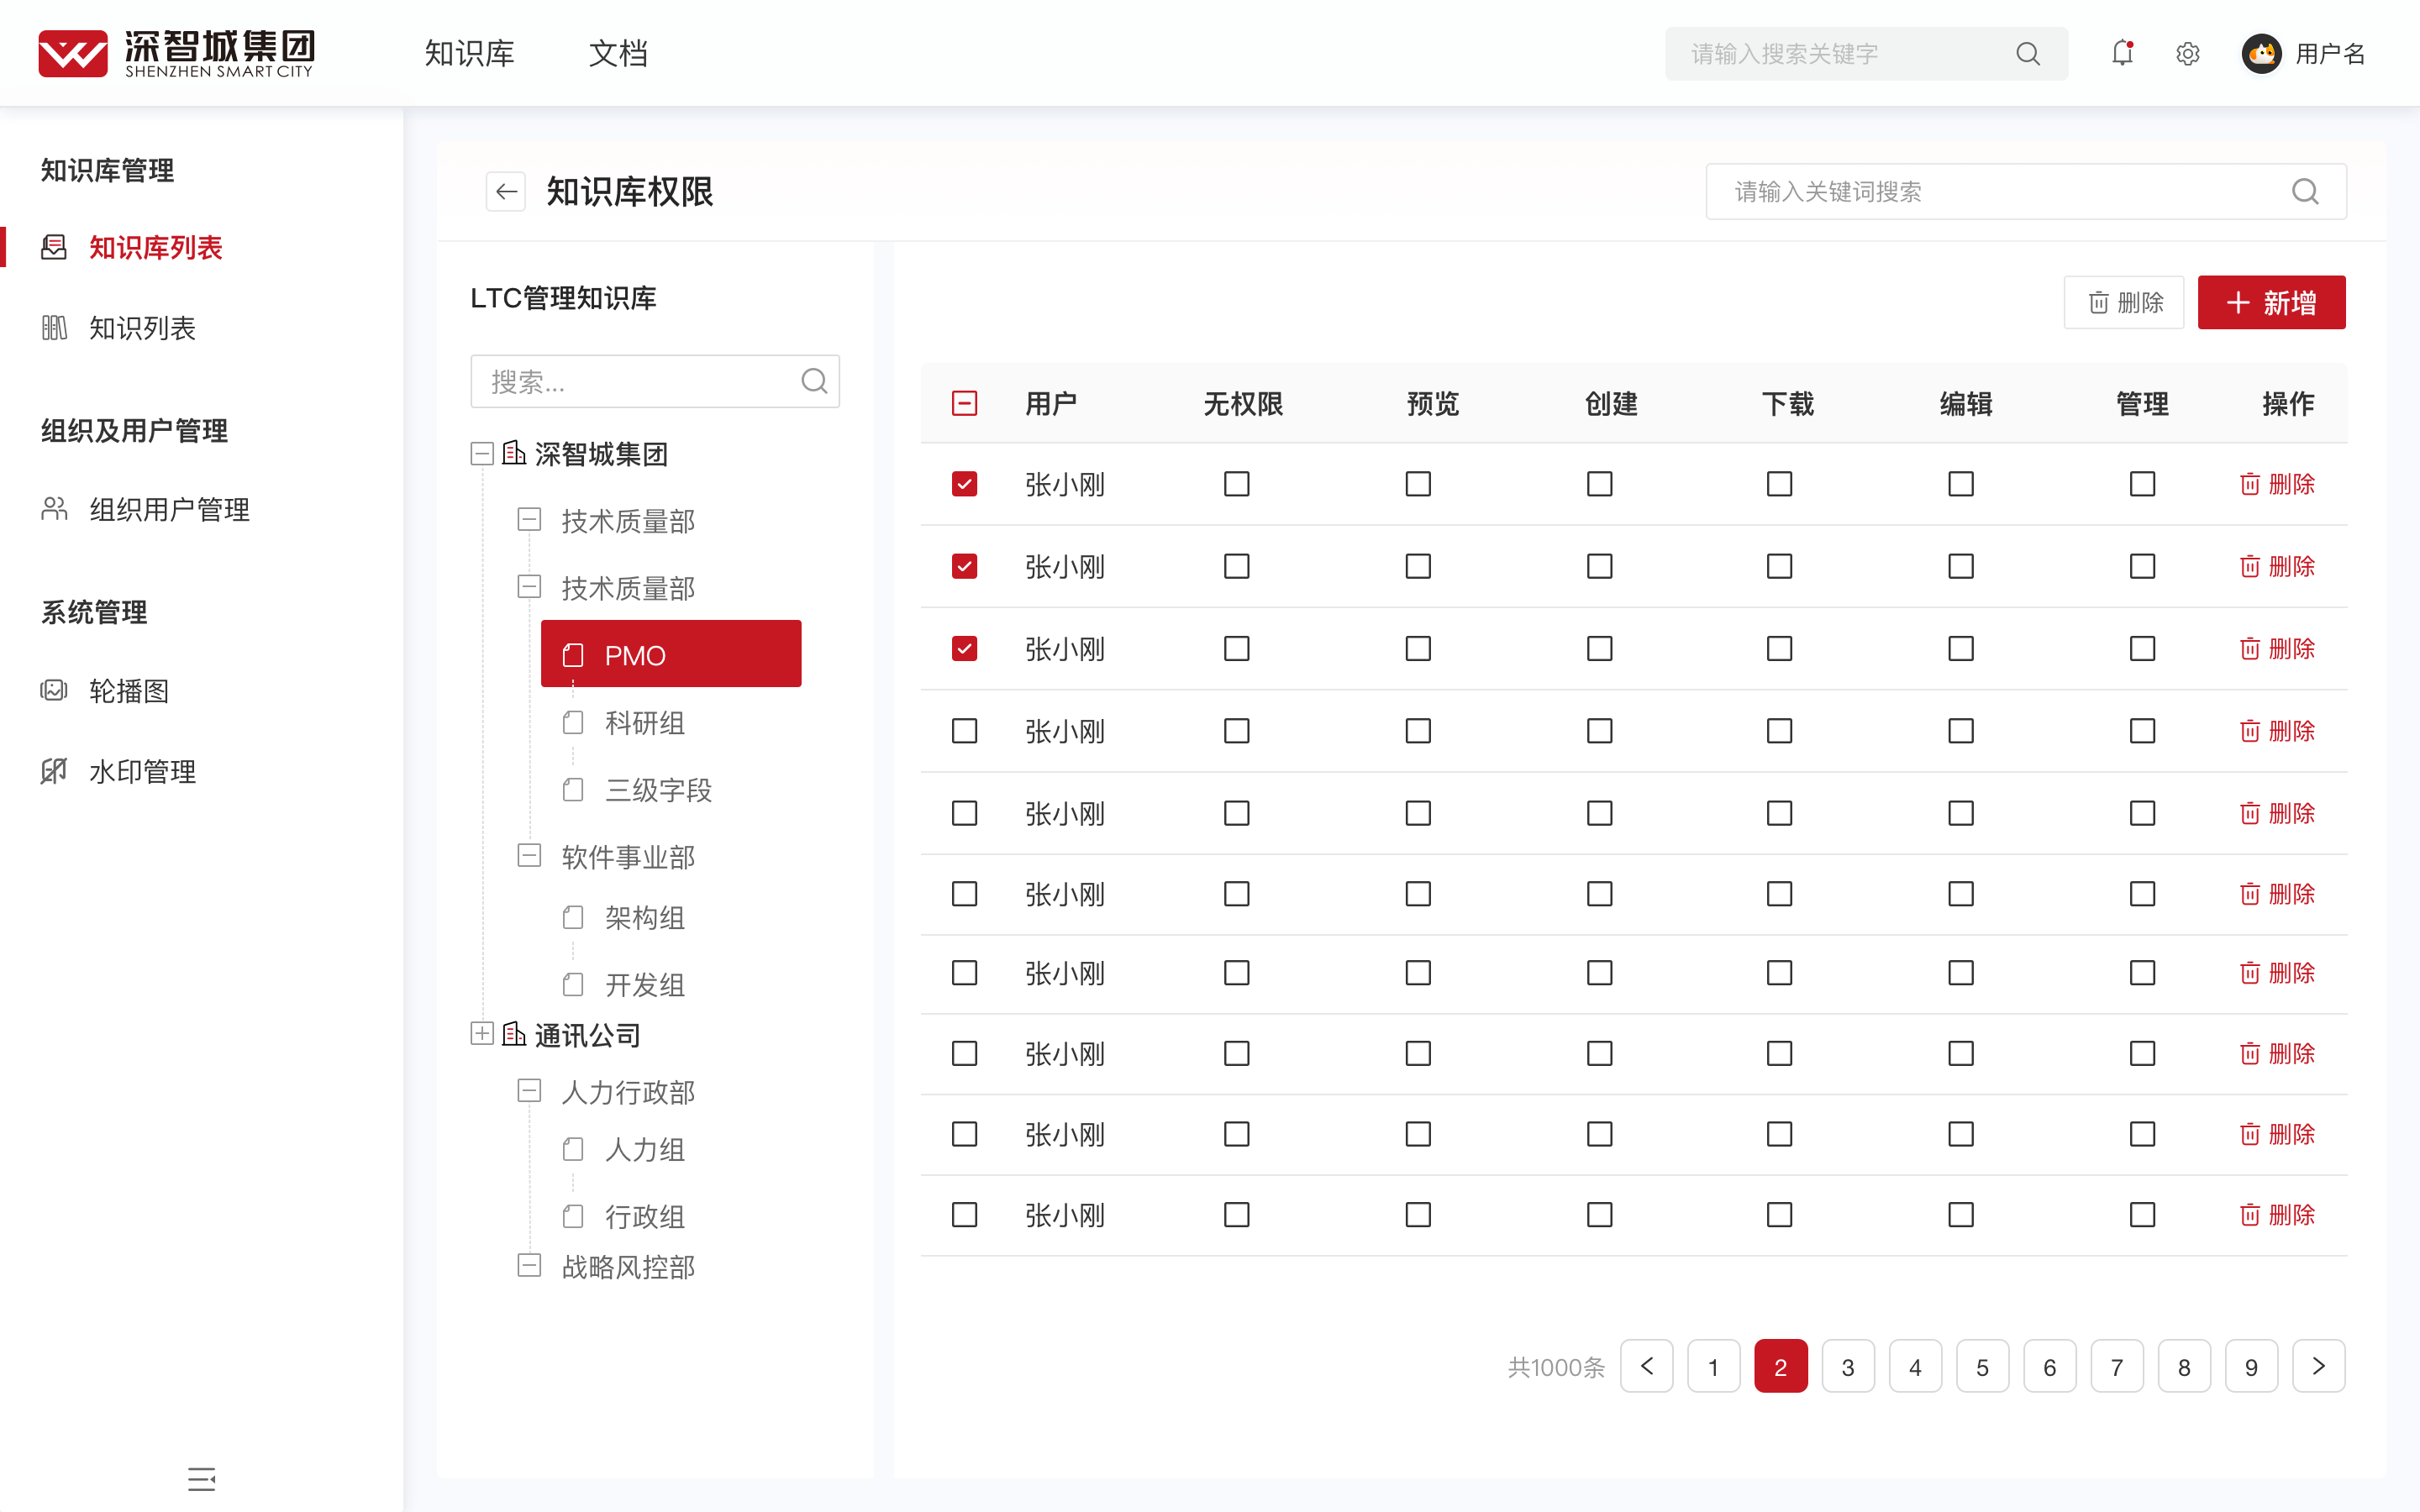 深智城集团
SHENZHEN SMART CITY
知识库 文档 请输入搜索关键字 用户名
知识库管理
知识库列表
知识列表
组织及用户管理
组织用户管理
系统管理
轮播图
水印管理
知识库权限 请输入关键词搜索
LTC管理知识库
搜索...
深智城集团
技术质量部
技术质量部
PMO
科研组
三级字段
软件事业部
架构组
开发组
通讯公司
人力行政部
人力组
行政组
战略风控部
删除 新增
用户 无权限 预览 创建 下载 编辑 管理 操作
张小刚 删除
张小刚 删除
张小刚 删除
张小刚 删除
张小刚 删除
张小刚 删除
张小刚 删除
张小刚 删除
张小刚 删除
张小刚 删除
共1000条 1 2 3 4 5 6 7 8 9